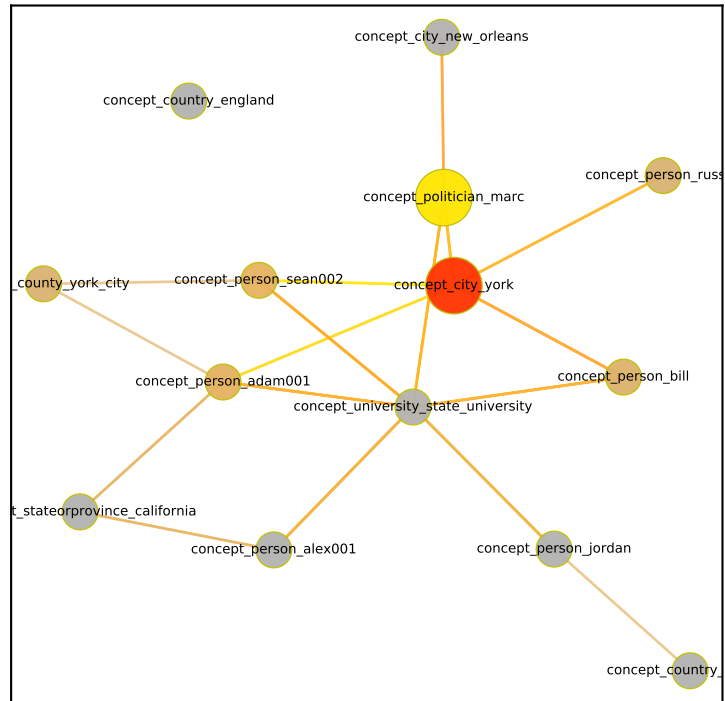 concept_city_new_orleans
concept_country_england
concept_person_russ
concept_politician_marc
_county_york_city
concept_person_sean002
concept_city_york
concept_person_adam001
concept_person_bill
concept_university_state_university
t_stateorprovince_california
concept_person_alex001
concept_person_jordan
concept_country_